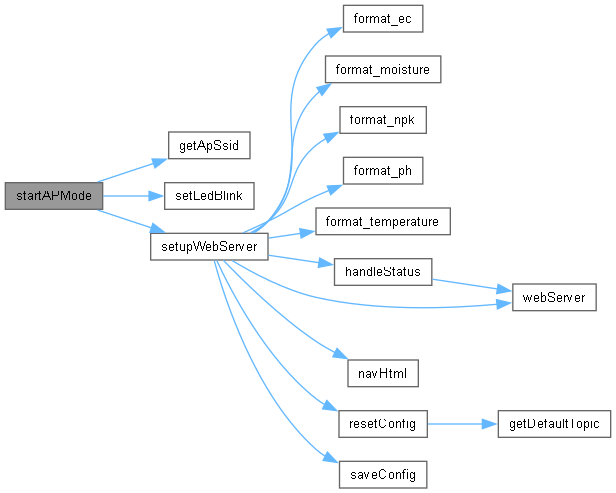 format_ec
format_moisture
format_npk
getApSsid
format_ph
startAPMode
setLedBlink
format_temperature
setupWebServer
handleStatus
webServer
navHtml
resetConfig
getDefaultTopic
saveConfig